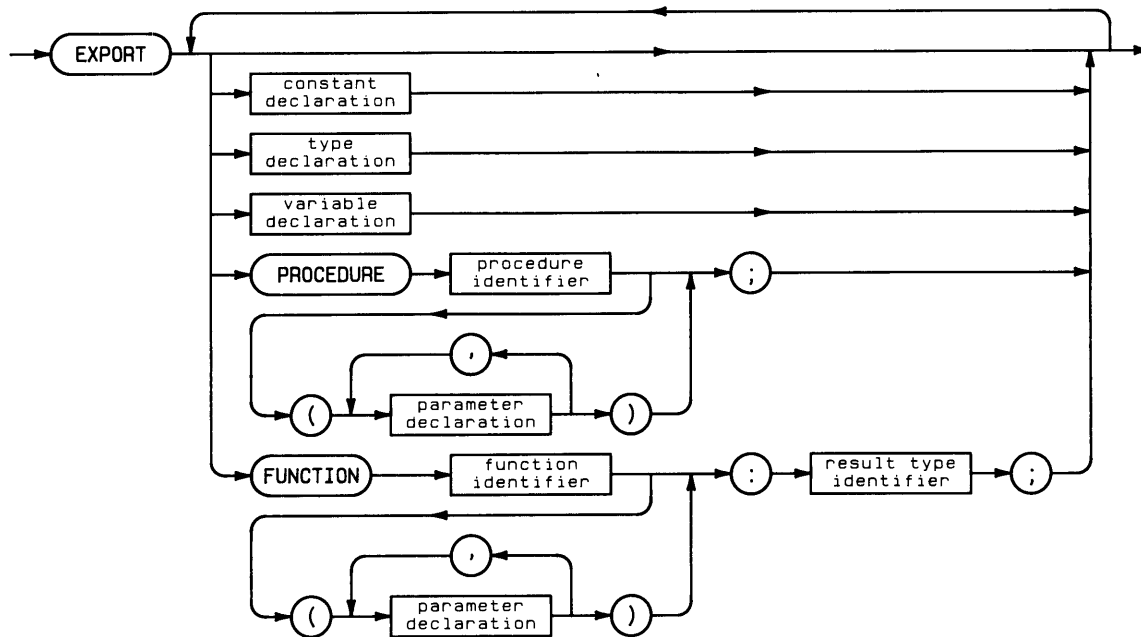 EXPORT
constant
declaration
type
declaration
variable
declaration
PROCEDURE
procedure
identifier
;
,
(
parameter
declaration
)
FUNCTION
function
identifier
:
result type
identifier
;
,
(
parameter
declaration
)